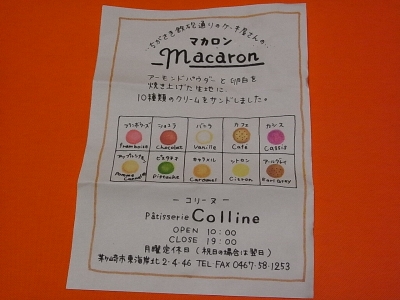 ちがさき鉄砲通りのケーキ屋さんの
マカロン
Macaron
アーモンドパウダーと卵白を
焼き上げた生地に
10種類のクリームをサンドしました。
フランボワーズ ショコラ バニラ カフェ カシス
Framboise Chocolat Vanille Café Cassis
ピスタチオ キャラメル シトロン アールグレイ
Pistache Caramel Citron Earl Grey
ーコリーヌー
Pâtisserie Colline
OPEN 10:00
CLOSE 19:00
月曜定休日(祝日の場合は翌日)
茅ヶ崎市東海岸北2-4-46 TEL・FAX 0467-58-1253